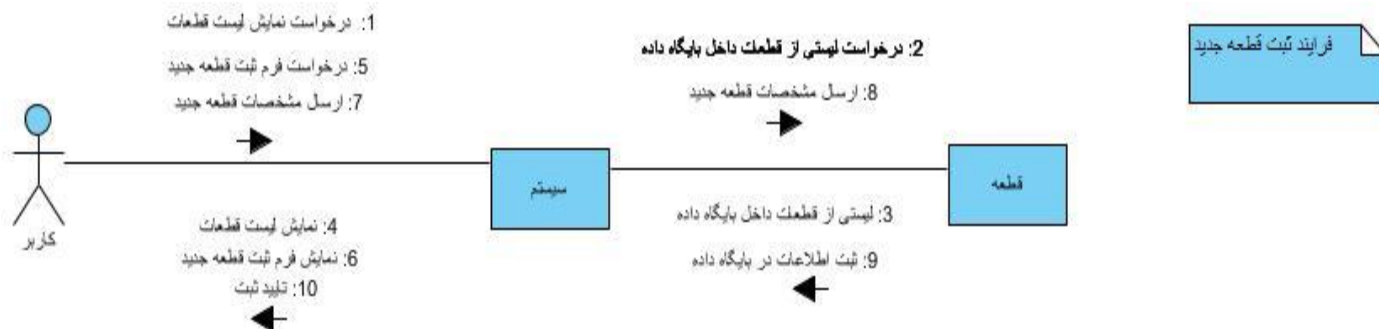 1: درخواست نمایش لیست قطعات
5: درخواست فرم ثبت قطعه جدید
7: ارسال مشخصات قطعه جدید
2: درخواست لیستی از قطعات داخل بایگاه داده
8: ارسال مشخصات قطعه جدید
فرایند ثبت قطعه جدید
سیستم
قطعه
کاربر
4: نمایش لیست قطعات
6: نمایش فرم ثبت قطعه جدید
10: تایید ثبت
3: لیستی از قطعات داخل بایگاه داده
9: ثبت اطلاعات در بایگاه داده